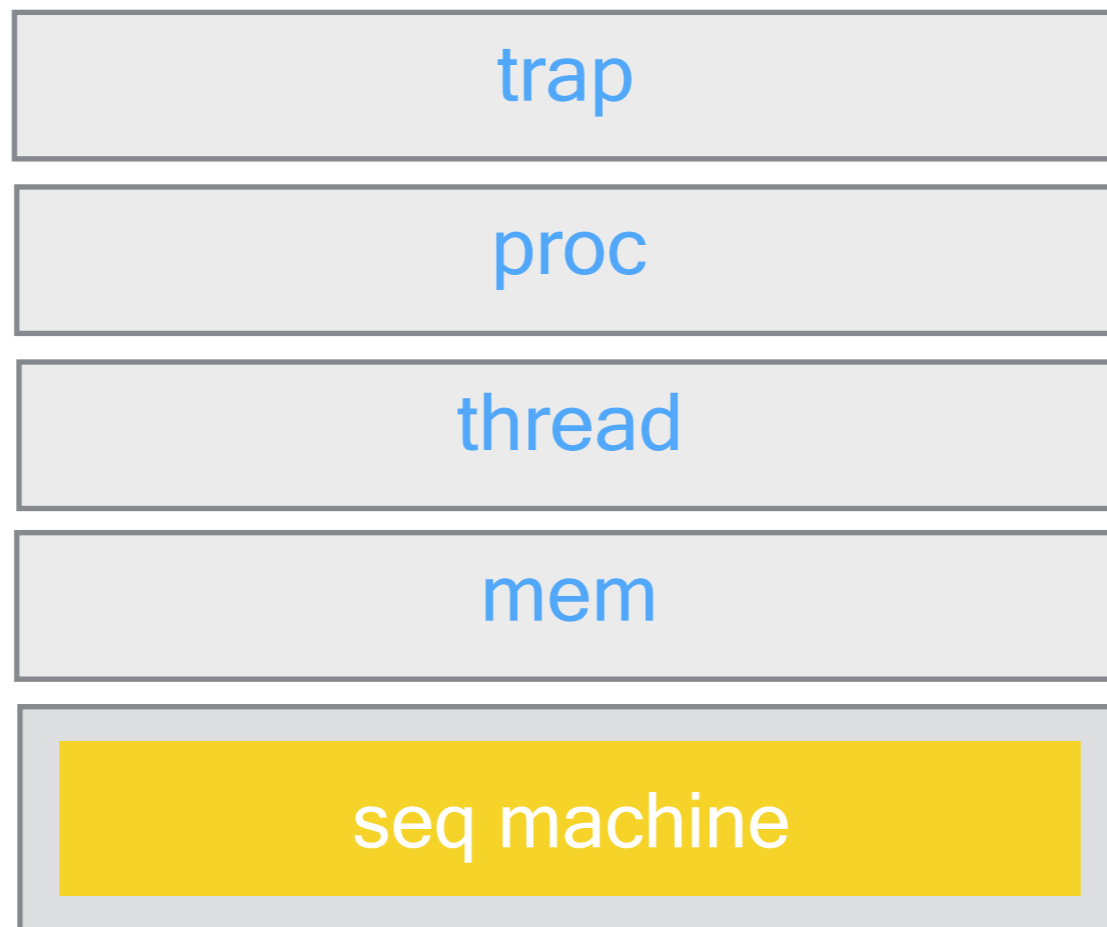 trap
proc
thread
mem
seq machine